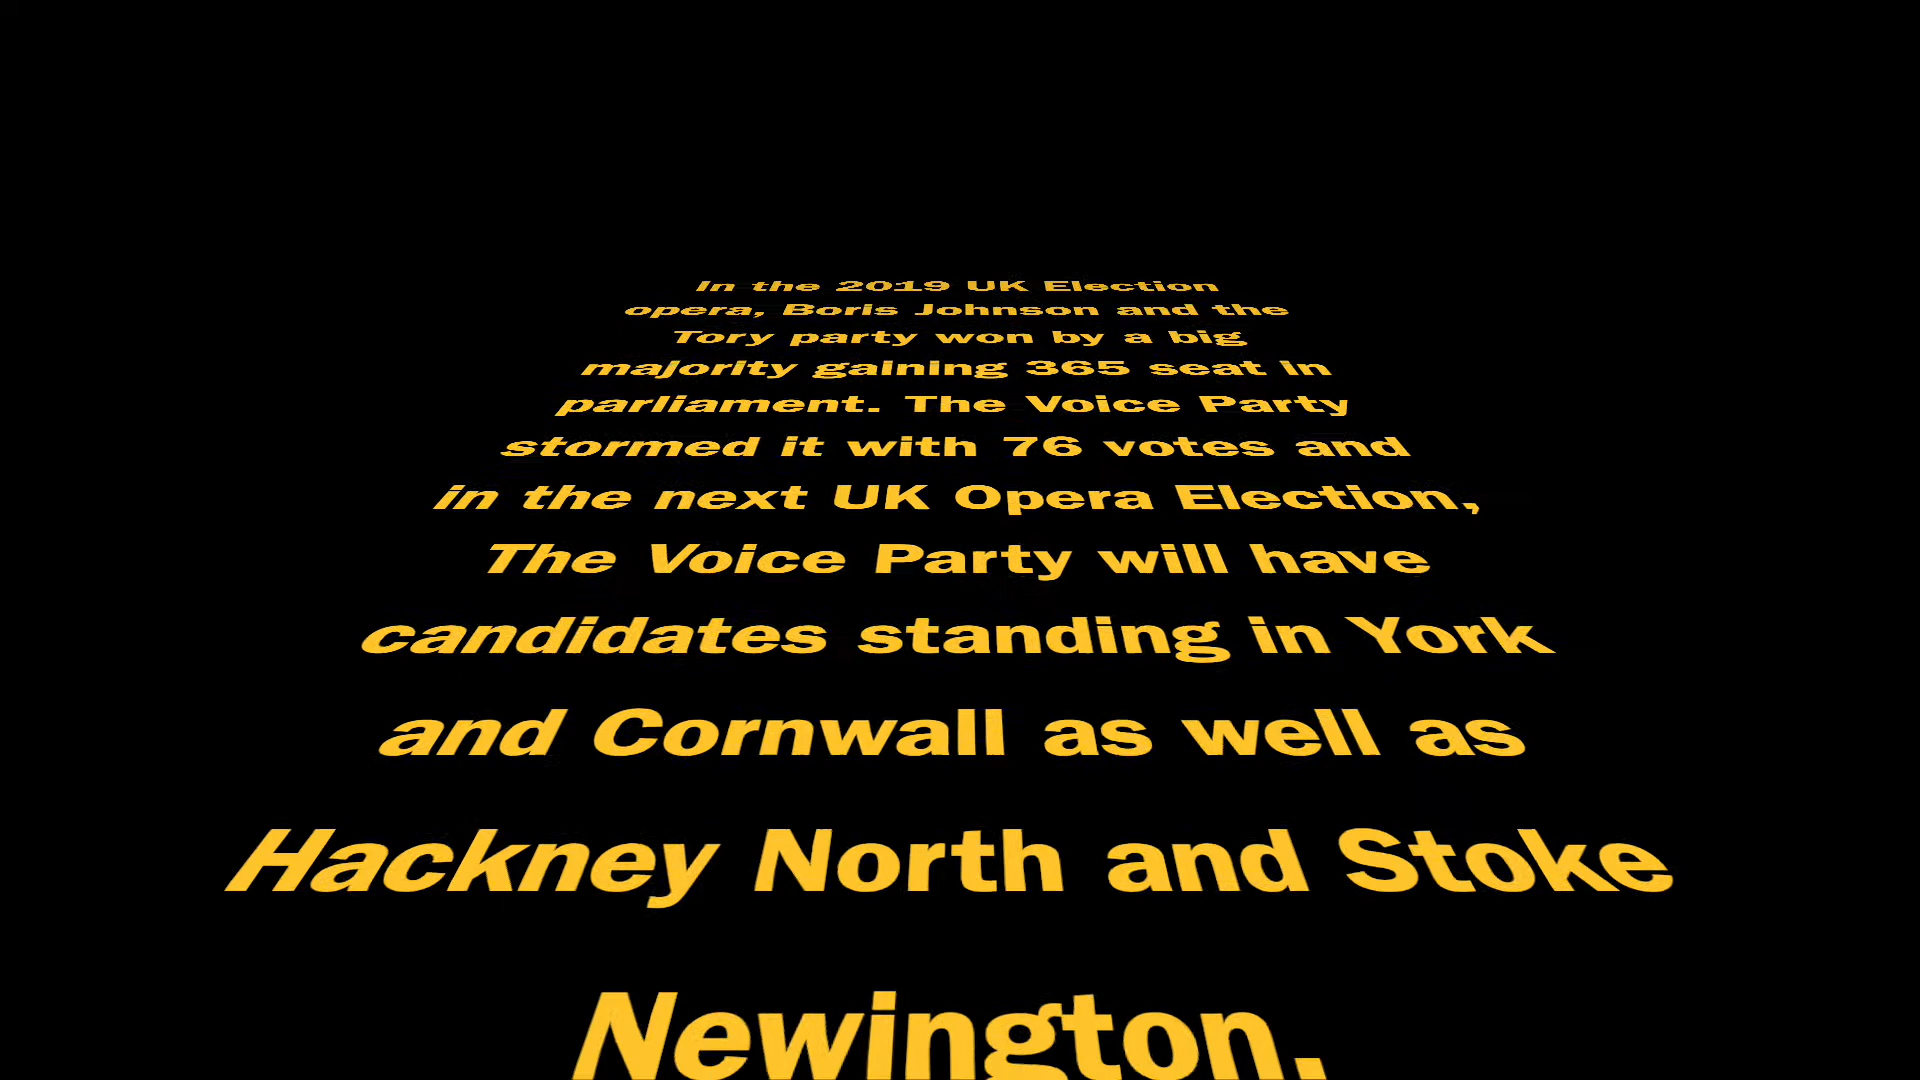 In the 2019 UK Election
opera, Boris Johnson and the
Tory party won by a big
majority gaining 365 seat in
parliament. The Voice Party
stormed it with 76 votes and
in the next UK Opera Election,
The Voice Party will have
candidates standing in York
and Cornwall as well as
Hackney North and Stoke
Newington.